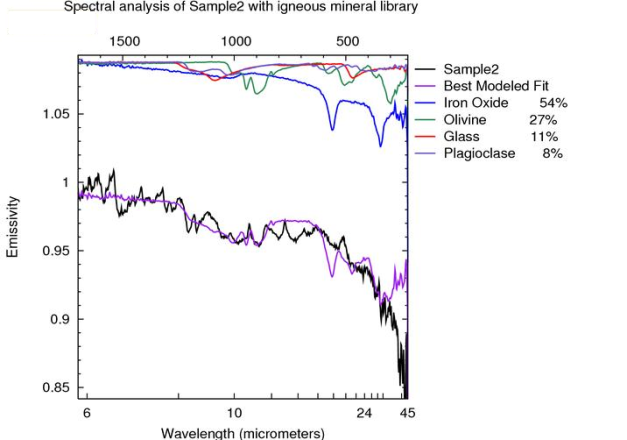 Spectral analysis of Sample2 with igneous mineral library
1500 1000 500
Sample2
Best Modeled Fit
Iron Oxide 54%
Olivine 27%
Glass 11%
Plagioclase 8%
1.05
1
0.95
0.9
0.85
Emissivity
6 10 24 45
Wavelength (micrometers)